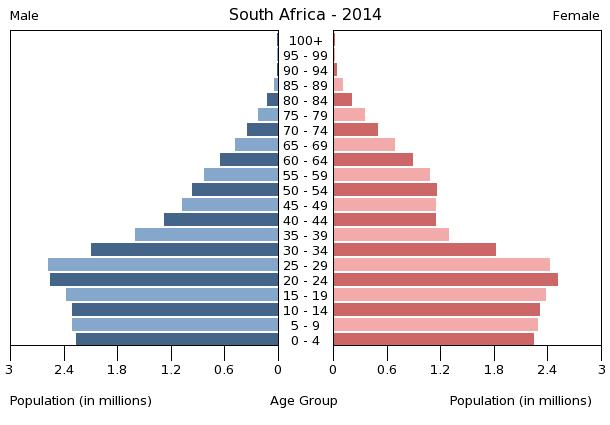 South Africa - 2014
Male
Female
100+
95 - 99
90 - 94
85 - 89
80 - 84
75 - 79
70 - 74
65 - 69
60 - 64
55 - 59
50 - 54
45 - 49
40 - 44
35 - 39
30 - 34
25 - 29
20 - 24
15 - 19
10 - 14
5 - 9
0 - 4
3 2.4 1.8 1.2 0.6 0 0 0.6 1.2 1.8 2.4 3
Population (in millions) Age Group Population (in millions)